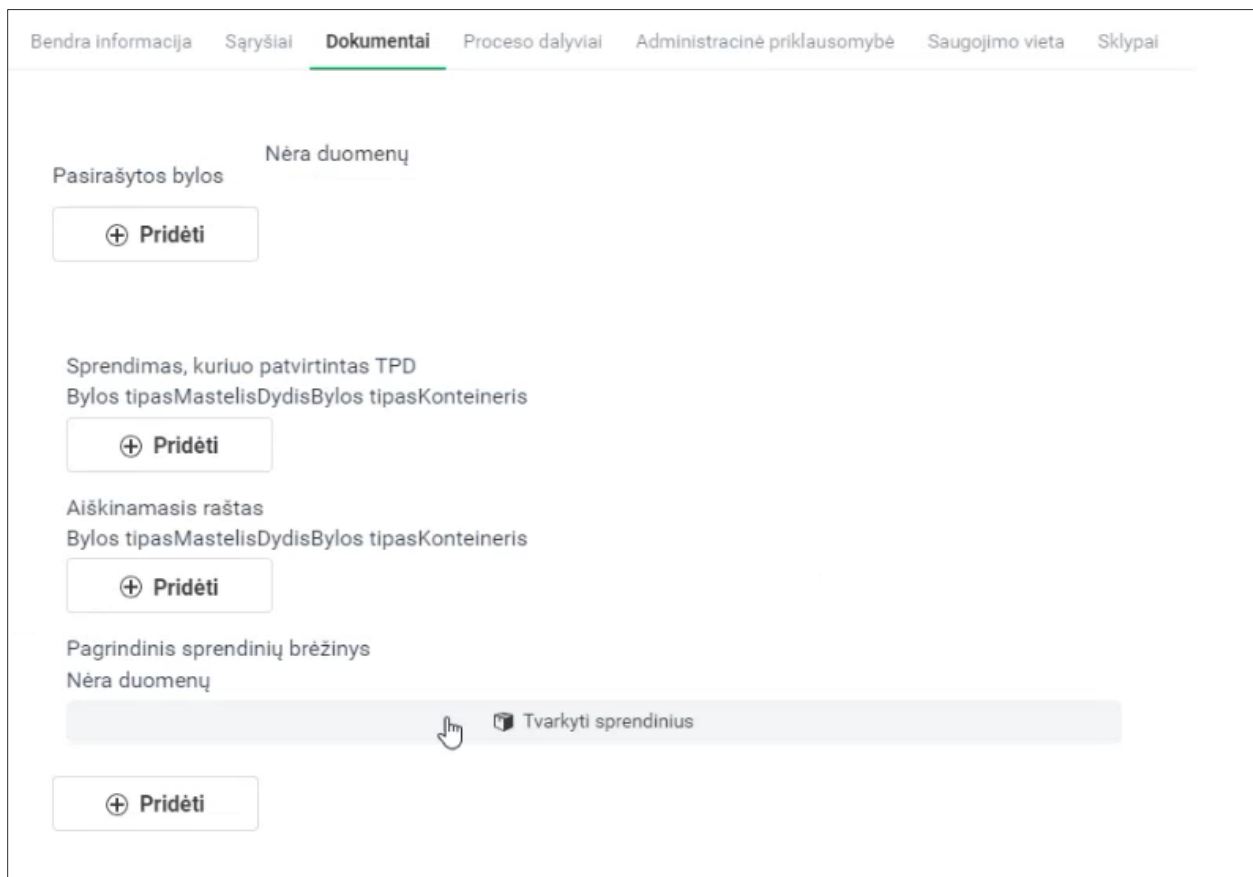 Bendra informacija Sąryšiai Dokumentai Proceso dalyviai Administracinė priklausomybė Saugojimo vieta Sklypai
Nėra duomenų
Pasirašytos bylos
Pridėti
Sprendimas, kuriuo patvirtintas TPD
Bylos tipasMastelisDydisBylos tipasKonteineris
Pridėti
Aiškinamasis raštas
Bylos tipasMastelisDydisBylos tipasKonteineris
Pridėti
Pagrindinis sprendinių brėžinys
Nėra duomenų
Tvarkyti sprendinius
Pridėti